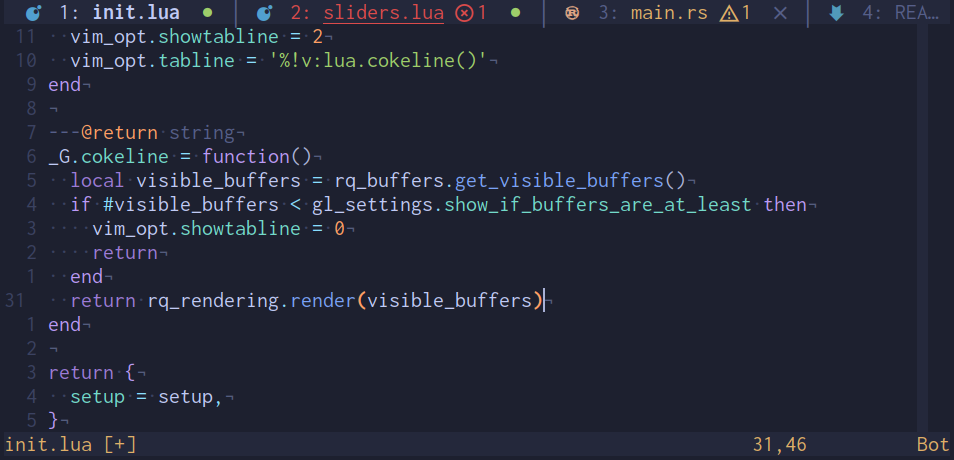 1: init.lua ● | 2: sliders.lua ⓧ1 ● | 3: main.rs ⚠1 × | 4: REA…
11   vim_opt.showtabline = 2¬
10   vim_opt.tabline = '%!v:lua.cokeline()'¬
9 end¬
8 ¬
7 ---@return string¬
6 _G.cokeline = function()¬
5   local visible_buffers = rq_buffers.get_visible_buffers()¬
4   if #visible_buffers < gl_settings.show_if_buffers_are_at_least then¬
3     vim_opt.showtabline = 0¬
2     return¬
1   end¬
31   return rq_rendering.render(visible_buffers)¬
1 end¬
2 ¬
3 return {¬
4   setup = setup,¬
5 }¬
init.lua [+] 31,46 Bot